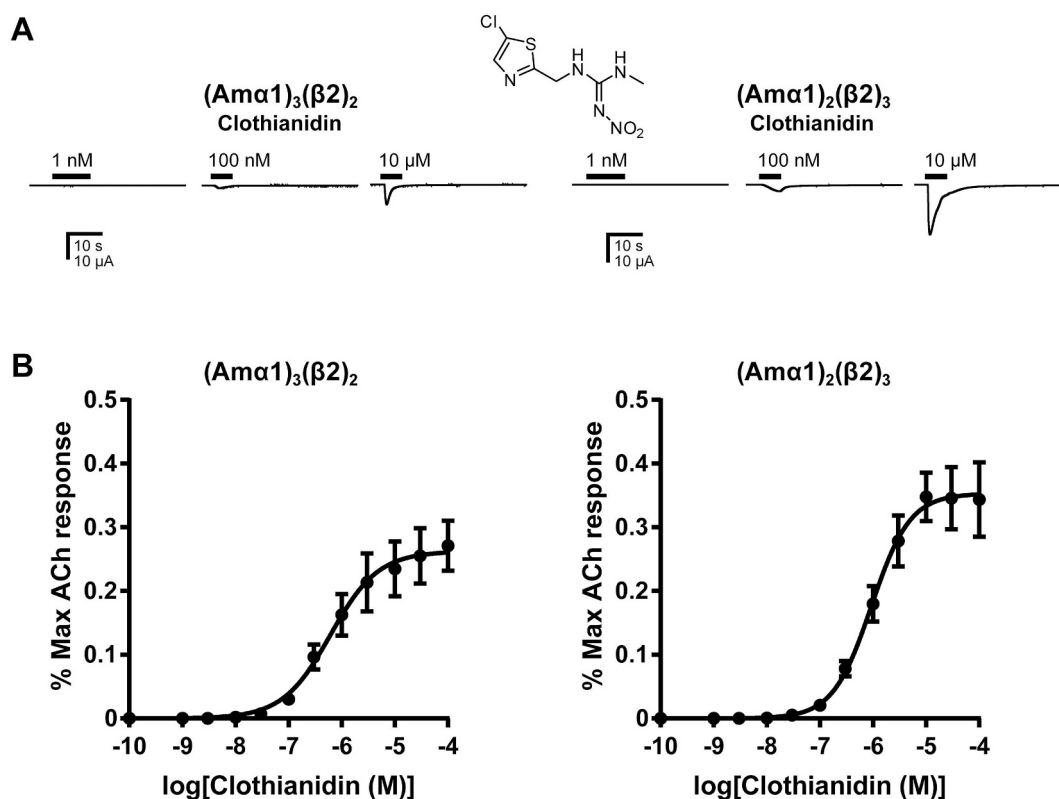 A
Cl
S
N
H
N
H
N
N
NO₂
(Amα1)₃(β2)₂
Clothianidin
1 nM
100 nM
10 µM
10 s
10 µA
(Amα1)₂(β2)₃
Clothianidin
1 nM
100 nM
10 µM
10 s
10 µA
B
(Amα1)₃(β2)₂
% Max ACh response
0.5
0.4
0.3
0.2
0.1
0
-10 -9 -8 -7 -6 -5 -4
log[Clothianidin (M)]
(Amα1)₂(β2)₃
% Max ACh response
0.5
0.4
0.3
0.2
0.1
0
-10 -9 -8 -7 -6 -5 -4
log[Clothianidin (M)]